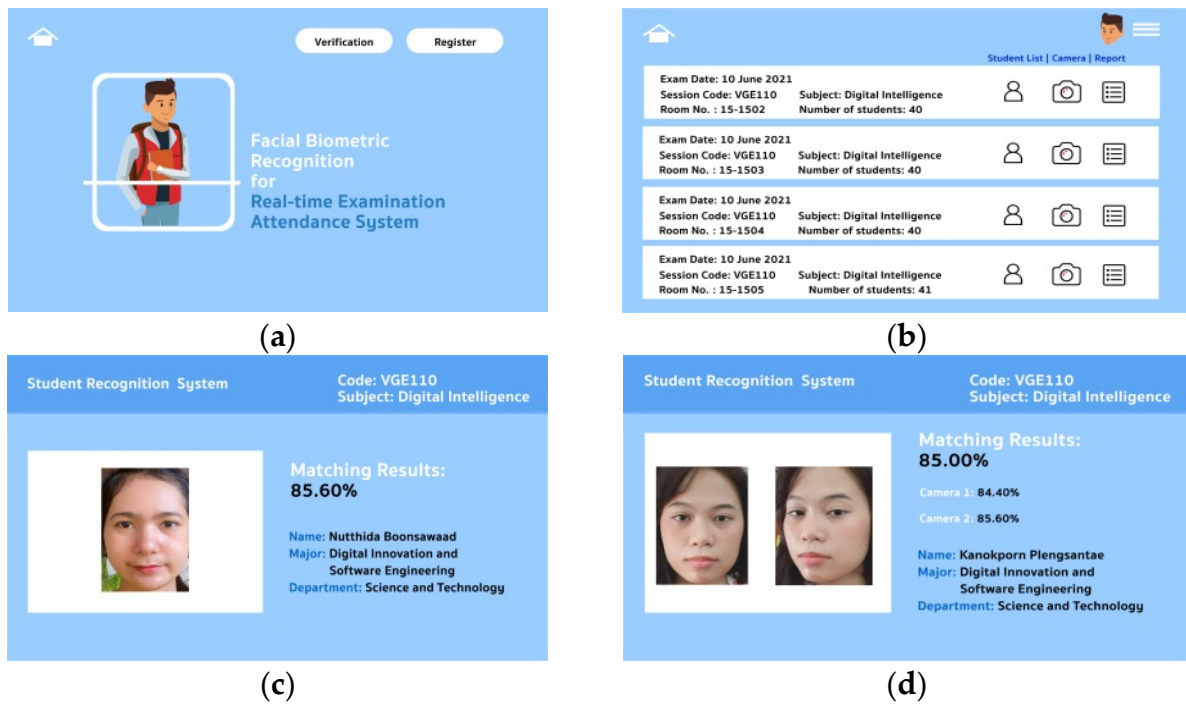 Verification
Register
Facial Biometric
Recognition
for
Real-time Examination
Attendance System
(a)
Student List | Camera | Report
Exam Date: 10 June 2021
Session Code: VGE110 Subject: Digital Intelligence
Room No. : 15-1502 Number of students: 40
Exam Date: 10 June 2021
Session Code: VGE110 Subject: Digital Intelligence
Room No. : 15-1503 Number of students: 40
Exam Date: 10 June 2021
Session Code: VGE110 Subject: Digital Intelligence
Room No. : 15-1504 Number of students: 40
Exam Date: 10 June 2021
Session Code: VGE110 Subject: Digital Intelligence
Room No. : 15-1505 Number of students: 41
(b)
Student Recognition System
Code: VGE110
Subject: Digital Intelligence
Matching Results:
85.60%
Name: Nutthida Boonsawaad
Major: Digital Innovation and
Software Engineering
Department: Science and Technology
(c)
Student Recognition System
Code: VGE110
Subject: Digital Intelligence
Matching Results:
85.00%
Camera 1: 84.40%
Camera 2: 85.60%
Name: Kanokporn Plengsantae
Major: Digital Innovation and
Software Engineering
Department: Science and Technology
(d)